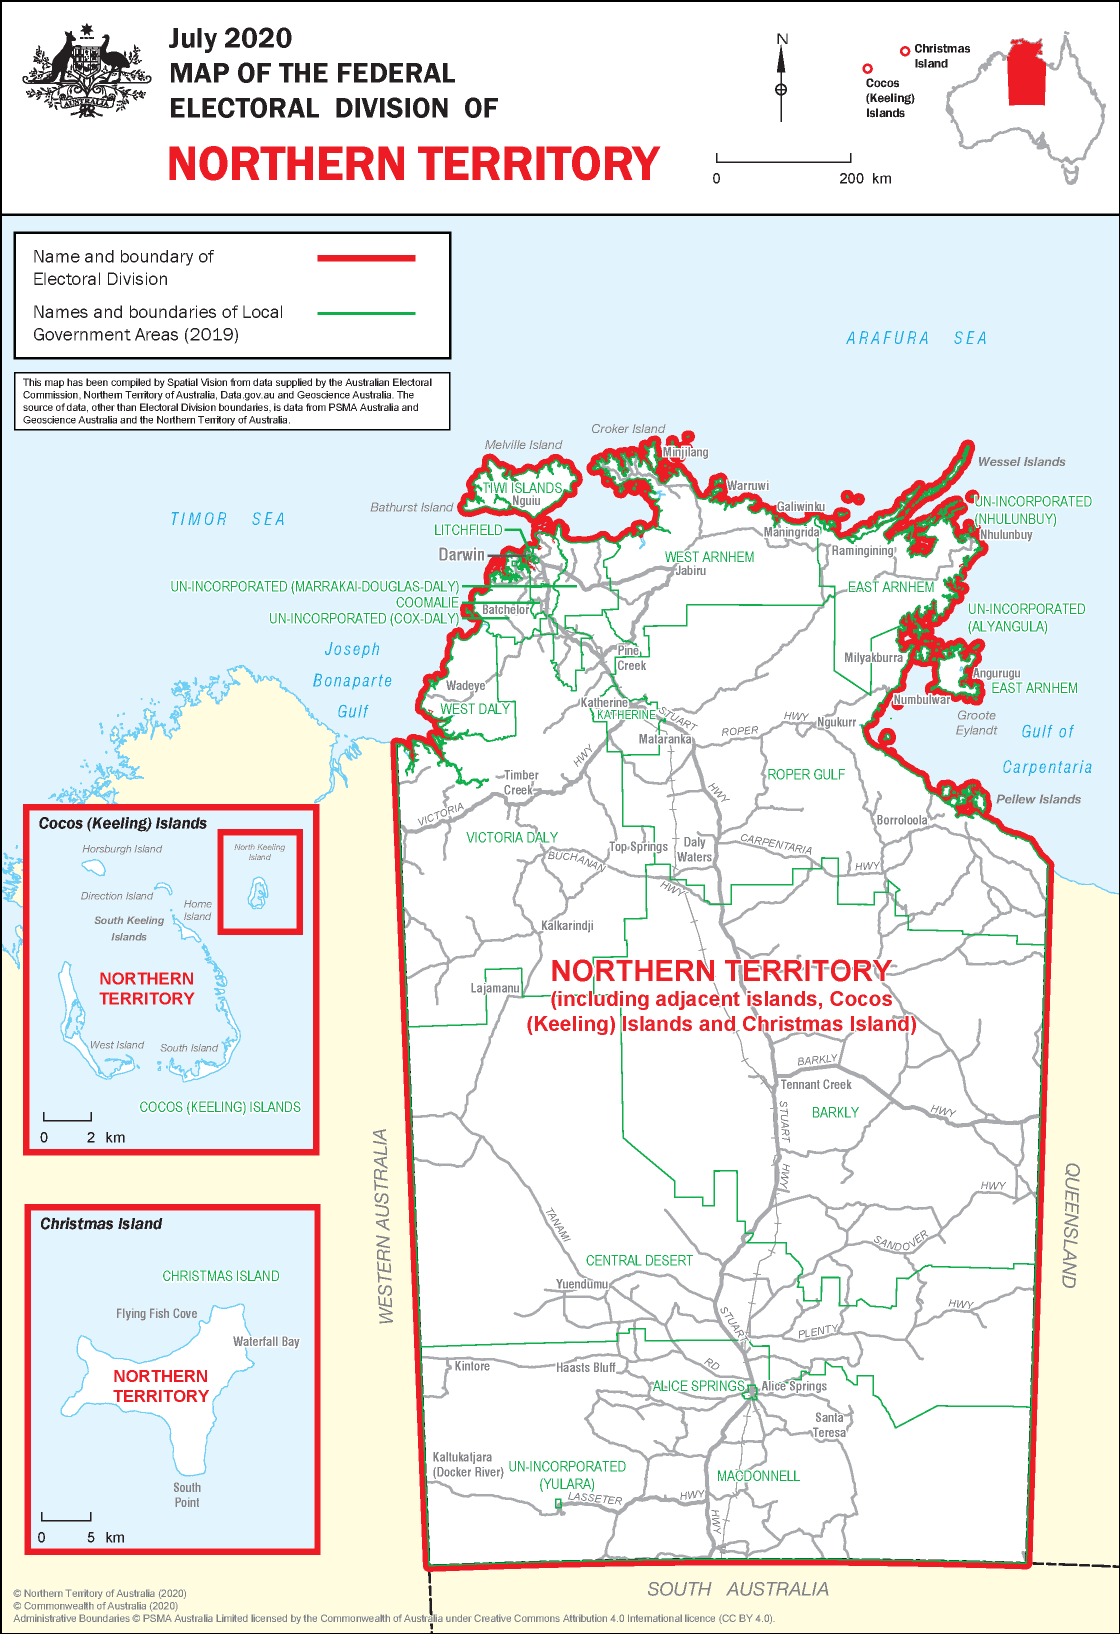 July 2020
MAP OF THE FEDERAL
ELECTORAL DIVISION OF
NORTHERN TERRITORY
AUSTRALIA
N
0 200 km
Christmas
Island
Cocos
(Keeling)
Islands
Name and boundary of
Electoral Division
Names and boundaries of Local
Government Areas (2019)
This map has been compiled by Spatial Vision from data supplied by the Australian Electoral
Commission, Northern Territory of Australia, Data.gov.au and Geoscience Australia. The
source of data, other than Electoral Division boundaries, is data from PSMA Australia and
Geoscience Australia and the Northern Territory of Australia.
ARAFURA SEA
Croker Island
Melville Island
Minjilang
Wessel Islands
TIWI ISLANDS
Nguiu
Warruwi
Bathurst Island
Galiwinku
UN-INCORPORATED
(NHULUNBUY)
TIMOR SEA
LITCHFIELD
Maningrida
Nhulunbuy
Darwin
WEST ARNHEM
Ramingining
Jabiru
UN-INCORPORATED (MARRAKAI-DOUGLAS-DALY)
EAST ARNHEM
COOMALIE
Batchelor
UN-INCORPORATED
(ALYANGULA)
UN-INCORPORATED (COX-DALY)
Joseph
Bonaparte
Gulf
Pine
Creek
Milyakburra
Angurugu
EAST ARNHEM
Wadeye
Numbulwar
WEST DALY
Katherine
KATHERINE
STUART
HWY
Groote
Eylandt
Gulf of
Carpentaria
ROPER HWY
Ngukurr
Mataranka
HWY
ROPER GULF
Timber
Creek
Pellew Islands
VICTORIA
Borroloola
VICTORIA DALY
Top Springs
Daly
Waters
CARPENTARIA
HWY
BUCHANAN
HWY
Kalkarindji
NORTHERN TERRITORY
(including adjacent islands, Cocos
(Keeling) Islands and Christmas Island)
Lajamanu
BARKLY
Tennant Creek
BARKLY
HWY
STUART
HWY
HWY
WESTERN AUSTRALIA
QUEENSLAND
TANAMI
SANDOVER
CENTRAL DESERT
Yuendumu
HWY
STUART
PLENTY
Kintore
Haasts Bluff
RD
ALICE SPRINGS
Alice Springs
Santa
Teresa
Kaltukatjara
(Docker River)
UN-INCORPORATED
(YULARA)
MACDONNELL
LASSETER
HWY
HWY
SOUTH AUSTRALIA
Cocos (Keeling) Islands
Horsburgh Island
North Keeling
Island
Direction Island
Home
Island
South Keeling
Islands
NORTHERN
TERRITORY
West Island
South Island
COCOS (KEELING) ISLANDS
0 2 km
Christmas Island
CHRISTMAS ISLAND
Flying Fish Cove
Waterfall Bay
NORTHERN
TERRITORY
South
Point
0 5 km
© Northern Territory of Australia (2020)
© Commonwealth of Australia (2020)
Administrative Boundaries © PSMA Australia Limited licensed by the Commonwealth of Australia under Creative Commons Attribution 4.0 International licence (CC BY 4.0).